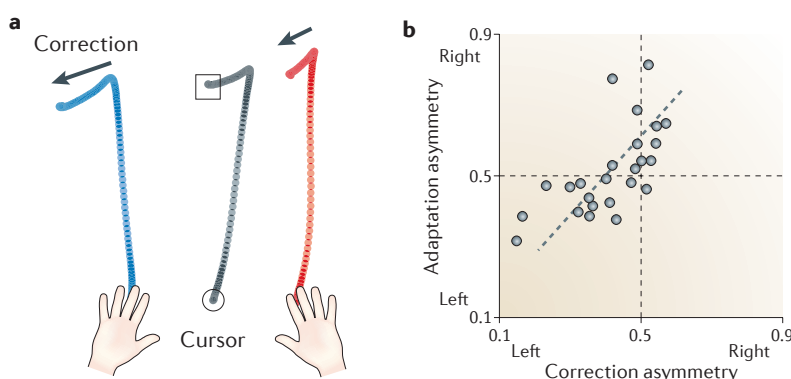 a
Correction
Cursor
b
Adaptation asymmetry
0.9
Right
0.5
Left
0.1
0.1
0.5
0.9
Left
Right
Correction asymmetry